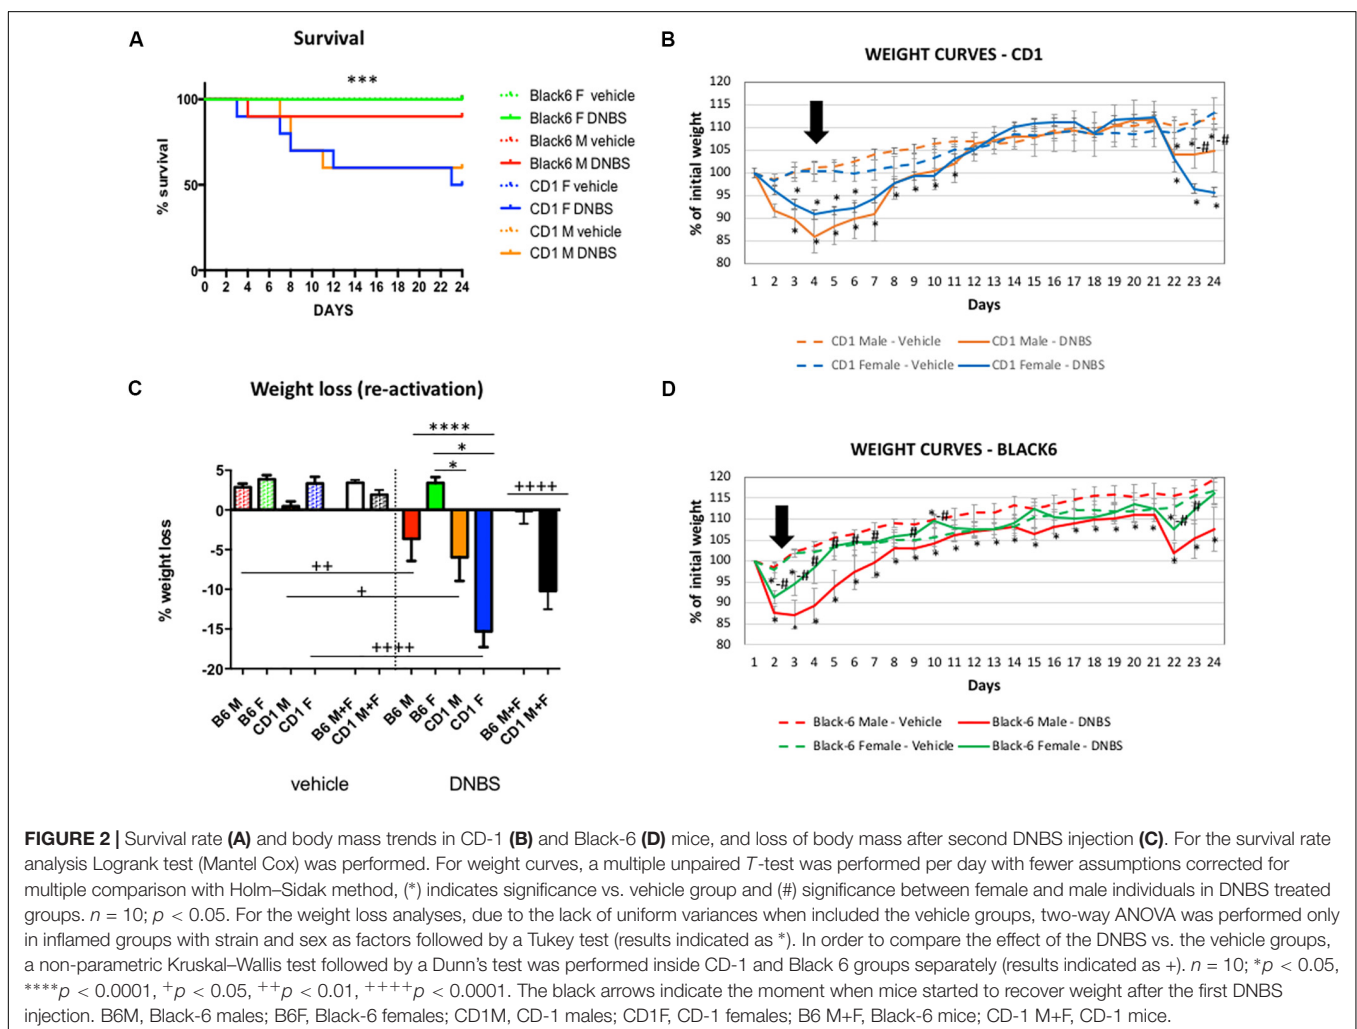 A
Survival
***
100
50
0
% survival
0 2 4 6 8 10 12 14 16 18 20 22 24
DAYS
Black6 F vehicle
Black6 F DNBS
Black6 M vehicle
Black6 M DNBS
CD1 F vehicle
CD1 F DNBS
CD1 M vehicle
CD1 M DNBS
B
WEIGHT CURVES - CD1
120
115
110
105
100
95
90
85
80
% of initial weight
1 2 3 4 5 6 7 8 9 10 11 12 13 14 15 16 17 18 19 20 21 22 23 24
Days
CD1 Male - Vehicle CD1 Male - DNBS
CD1 Female - Vehicle CD1 Female - DNBS
C
Weight loss (re-activation)
****
*
*
++++
5
0
-5
-10
-15
-20
% weight loss
++
+
++++
B6 M B6 F CD1 M CD1 F B6 M+F CD1 M+F B6 M B6 F CD1 M CD1 F B6 M+F CD1 M+F
vehicle DNBS
D
WEIGHT CURVES - BLACK6
120
115
110
105
100
95
90
85
80
% of initial weight
1 2 3 4 5 6 7 8 9 10 11 12 13 14 15 16 17 18 19 20 21 22 23 24
Days
Black-6 Male - Vehicle Black-6 Male - DNBS
Black-6 Female - Vehicle Black-6 Female - DNBS
FIGURE 2 | Survival rate (A) and body mass trends in CD-1 (B) and Black-6 (D) mice, and loss of body mass after second DNBS injection (C). For the survival rate
analysis Logrank test (Mantel Cox) was performed. For weight curves, a multiple unpaired T-test was performed per day with fewer assumptions corrected for
multiple comparison with Holm–Sidak method, (*) indicates significance vs. vehicle group and (#) significance between female and male individuals in DNBS treated
groups. n = 10; p < 0.05. For the weight loss analyses, due to the lack of uniform variances when included the vehicle groups, two-way ANOVA was performed only
in inflamed groups with strain and sex as factors followed by a Tukey test (results indicated as *). In order to compare the effect of the DNBS vs. the vehicle groups,
a non-parametric Kruskal–Wallis test followed by a Dunn's test was performed inside CD-1 and Black 6 groups separately (results indicated as +). n = 10; *p < 0.05,
****p < 0.0001, +p < 0.05, ++p < 0.01, ++++p < 0.0001. The black arrows indicate the moment when mice started to recover weight after the first DNBS
injection. B6M, Black-6 males; B6F, Black-6 females; CD1M, CD-1 males; CD1F, CD-1 females; B6 M+F, Black-6 mice; CD-1 M+F, CD-1 mice.